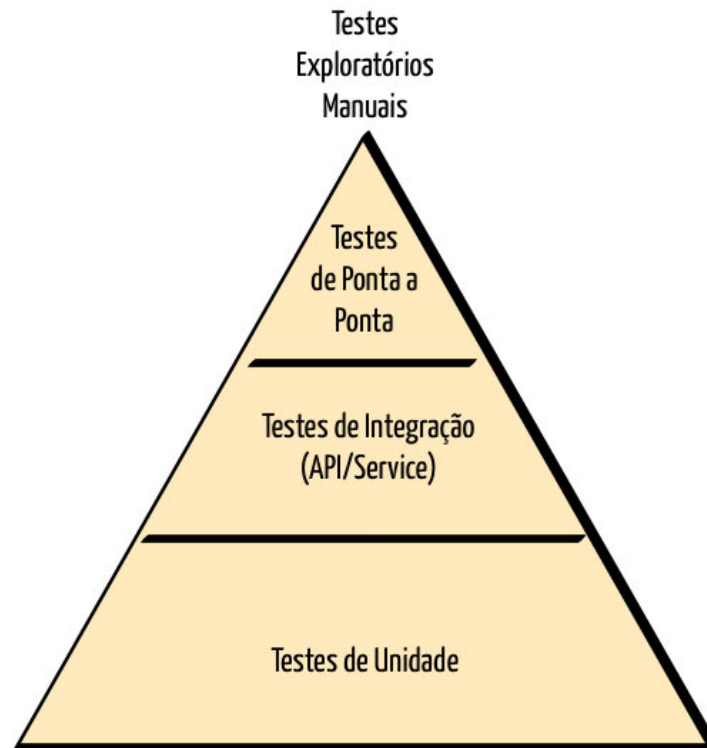 Testes
Exploratórios
Manuais
Testes
de Ponta a
Ponta
Testes de Integração
(API/Service)
Testes de Unidade